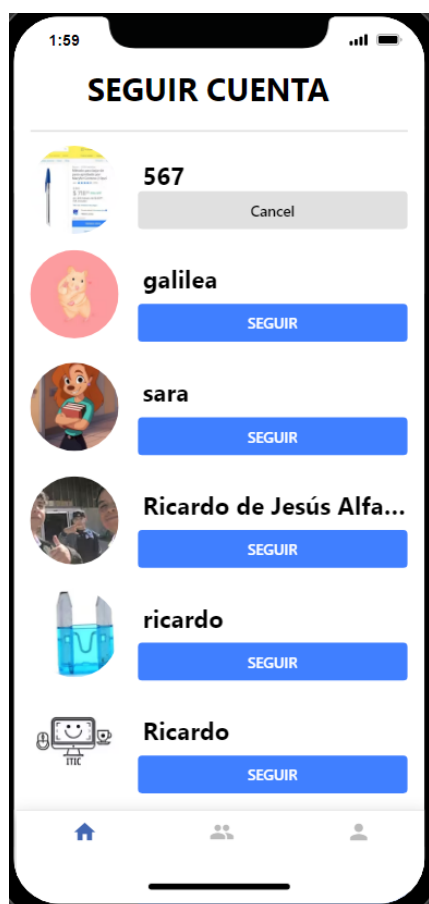 1:59
SEGUIR CUENTA
567
Cancel
galilea
SEGUIR
sara
SEGUIR
Ricardo de Jesús Alfa...
SEGUIR
ricardo
SEGUIR
ITIC
Ricardo
SEGUIR